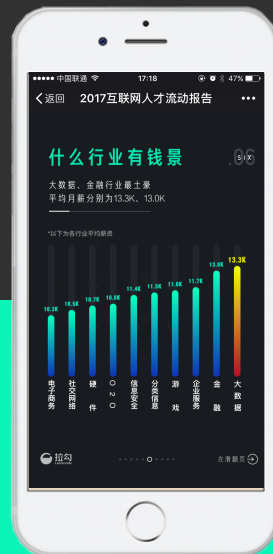 中国联通 17:18 47%
返回 2017互联网人才流动报告
什么行业有钱景
.06
SIX
大数据、金融行业最土豪
平均月薪分别为13.3K、13.0K
*以下为各行业平均薪资
10.3K 10.5K 10.7K 10.8K 11.4K 11.5K 11.6K 11.7K 13.0K 13.3K
电子商务 社交网络 硬件 O2O 信息安全 分类信息 游戏 企业服务 金融 大数据
拉勾
左滑翻页